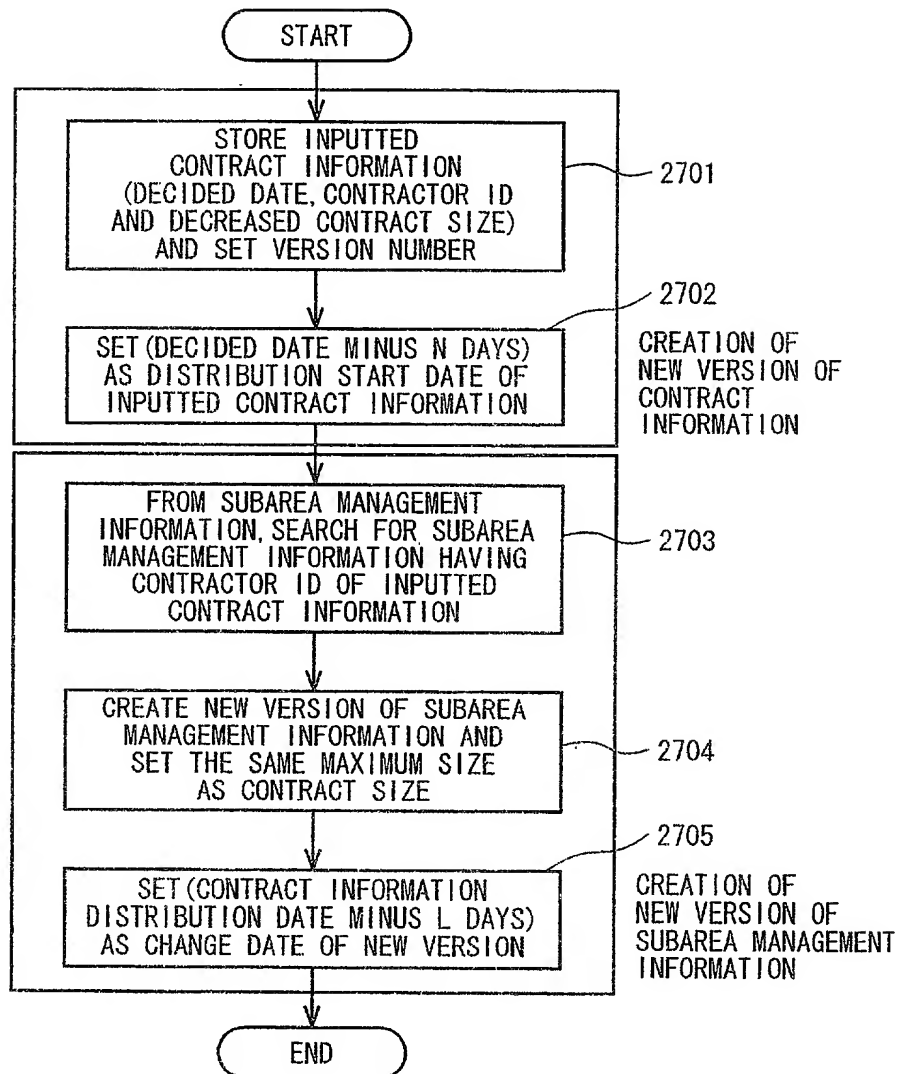 START
STORE INPUTTED
CONTRACT INFORMATION
(DECIDED DATE, CONTRACTOR ID
AND DECREASED CONTRACT SIZE)
AND SET VERSION NUMBER
2701
2702
SET (DECIDED DATE MINUS N DAYS)
AS DISTRIBUTION START DATE OF
INPUTTED CONTRACT INFORMATION
CREATION OF
NEW VERSION OF
CONTRACT
INFORMATION
FROM SUBAREA MANAGEMENT
INFORMATION, SEARCH FOR SUBAREA
MANAGEMENT INFORMATION HAVING
CONTRACTOR ID OF INPUTTED
CONTRACT INFORMATION
2703
CREATE NEW VERSION OF SUBAREA
MANAGEMENT INFORMATION AND
SET THE SAME MAXIMUM SIZE
AS CONTRACT SIZE
2704
2705
SET (CONTRACT INFORMATION
DISTRIBUTION DATE MINUS L DAYS)
AS CHANGE DATE OF NEW VERSION
CREATION OF
NEW VERSION OF
SUBAREA MANAGEMENT
INFORMATION
END